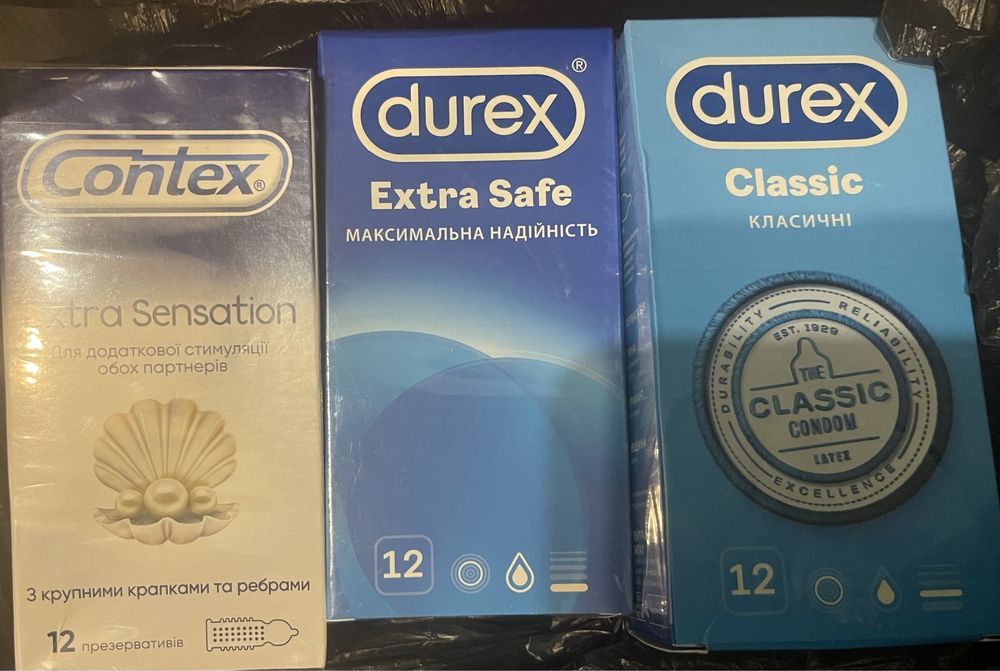 Contex®
Extra Sensation
Для додаткової стимуляції
обох партнерів
З крупними крапками та ребрами
12 презервативів
durex®
Extra Safe
МАКСИМАЛЬНА НАДІЙНІСТЬ
12
durex
Classic
КЛАСИЧНІ
DURABILITY
RELIABILITY
EST. 1929
THE
CLASSIC
CONDOM
LATEX
EXCELLENCE
12